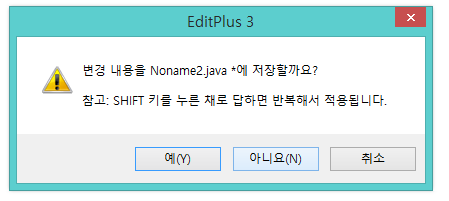 EditPlus 3
변경 내용을 Noname2.java *에 저장할까요?
참고: SHIFT 키를 누른 채로 답하면 반복해서 적용됩니다.
예(Y)
아니요(N)
취소